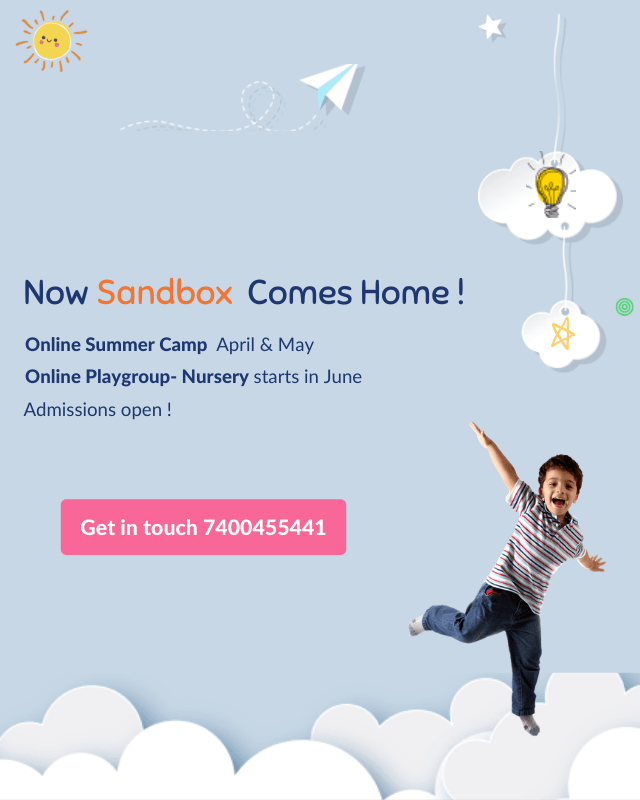 Now Sandbox Comes Home !
Online Summer Camp April & May
Online Playgroup- Nursery starts in June
Admissions open !
Get in touch 7400455441